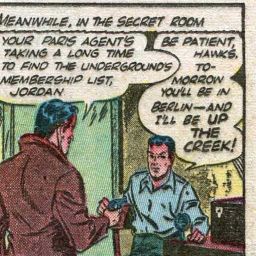 MEANWHILE, IN THE SECRET ROOM
YOUR PARIS AGENT'S
TAKING A LONG TIME
TO FIND THE UNDERGROUNDS
MEMBERSHIP LIST,
JORDAN
BE PATIENT,
HAWKS,
TO-
MORROW
YOU'LL BE IN
BERLIN—AND
I'LL BE UP
THE
CREEK!